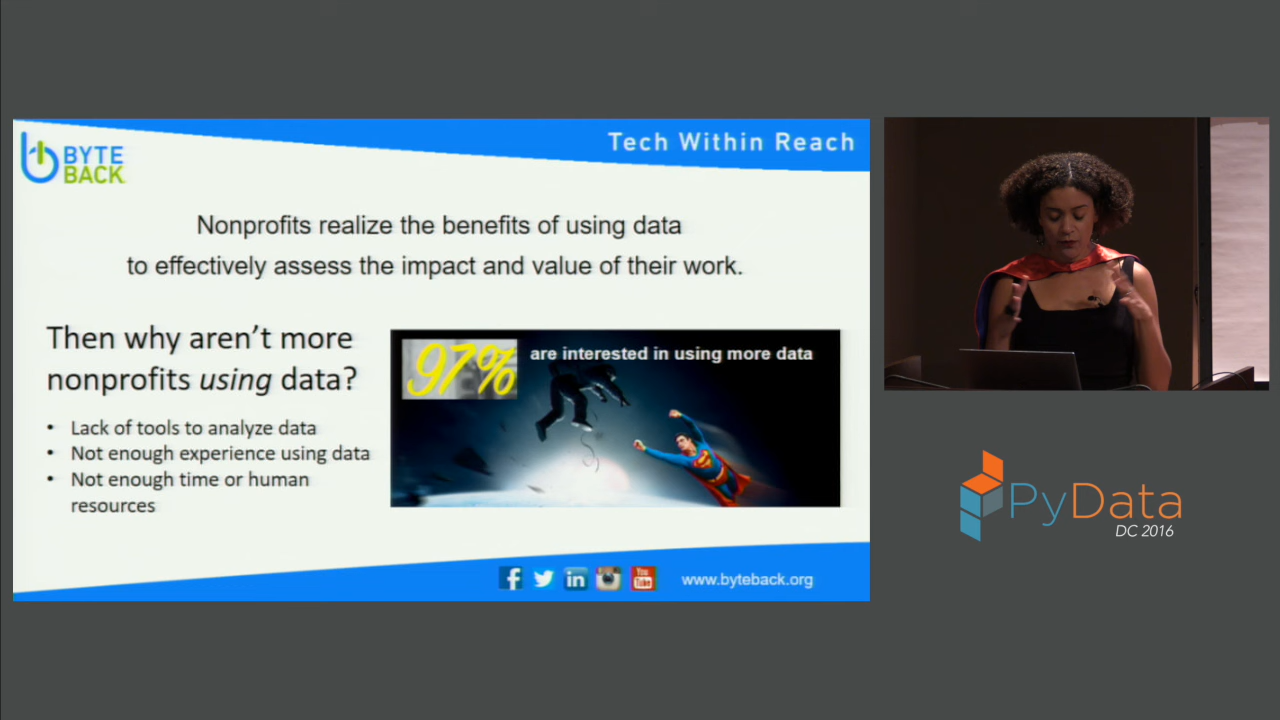 BYTE
BACK
Tech Within Reach
Nonprofits realize the benefits of using data
to effectively assess the impact and value of their work.
Then why aren't more
nonprofits using data?
• Lack of tools to analyze data
• Not enough experience using data
• Not enough time or human
resources
97% are interested in using more data
f in You
Tube www.byteback.org
PyData
DC 2016